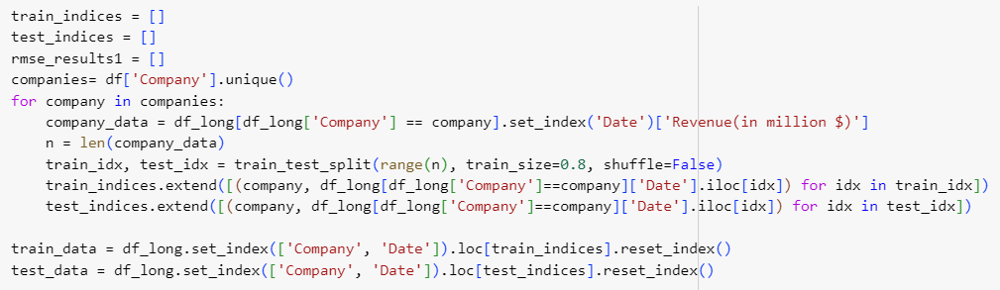 train_indices = []
test_indices = []
rmse_results1 = []
companies= df['Company'].unique()
for company in companies:
    company_data = df_long[df_long['Company'] == company].set_index('Date')['Revenue(in million $)']
    n = len(company_data)
    train_idx, test_idx = train_test_split(range(n), train_size=0.8, shuffle=False)
    train_indices.extend([(company, df_long[df_long['Company']==company]['Date'].iloc[idx]) for idx in train_idx])
    test_indices.extend([(company, df_long[df_long['Company']==company]['Date'].iloc[idx]) for idx in test_idx])

train_data = df_long.set_index(['Company', 'Date']).loc[train_indices].reset_index()
test_data = df_long.set_index(['Company', 'Date']).loc[test_indices].reset_index()